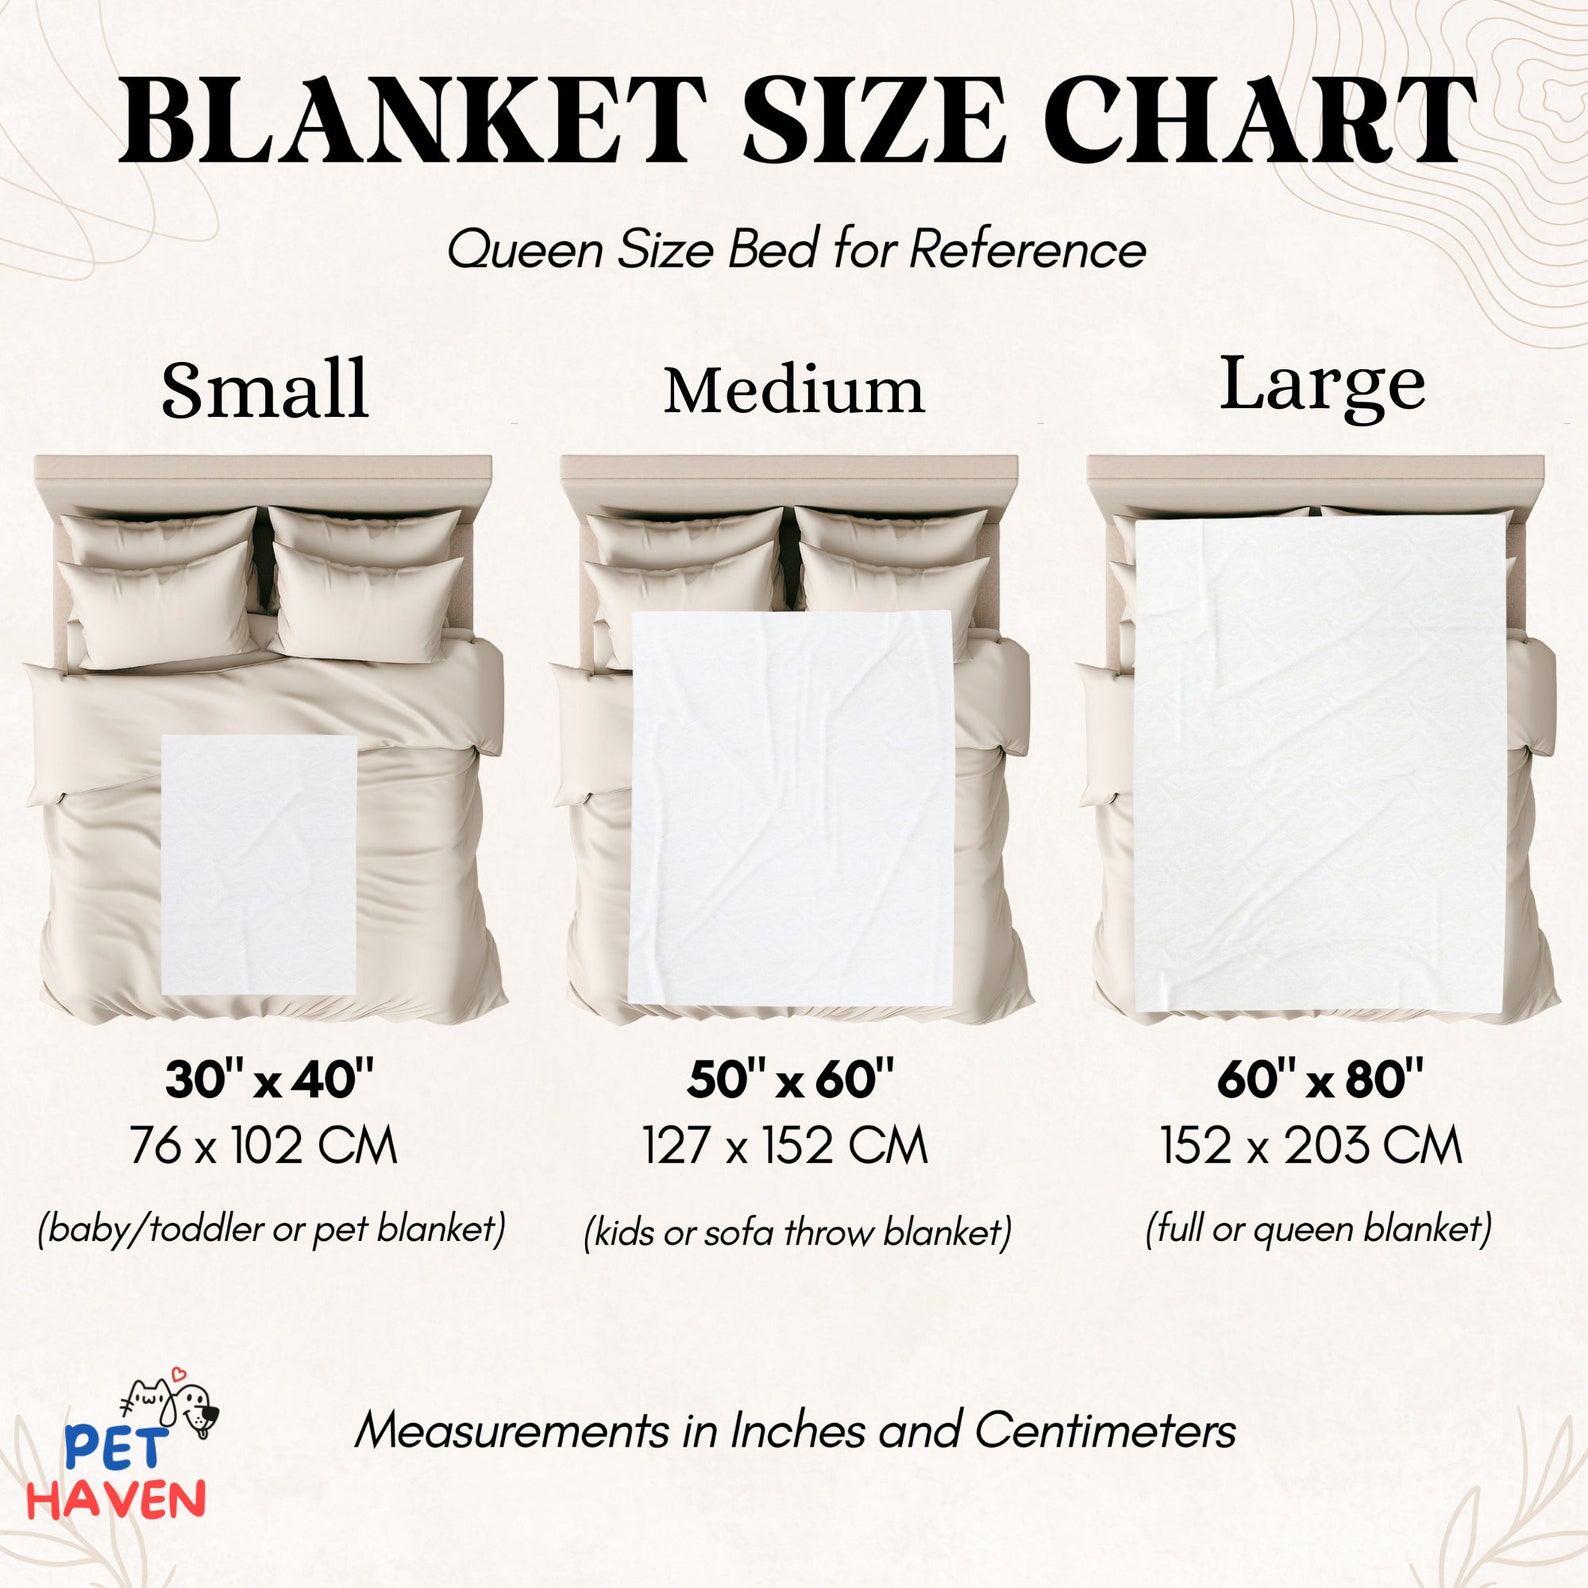 BLANKET SIZE CHART
Queen Size Bed for Reference
Small
Medium
Large
30" x 40"
76 x 102 CM
(baby/toddler or pet blanket)
50" x 60"
127 x 152 CM
(kids or sofa throw blanket)
60" x 80"
152 x 203 CM
(full or queen blanket)
PET
HAVEN
Measurements in Inches and Centimeters